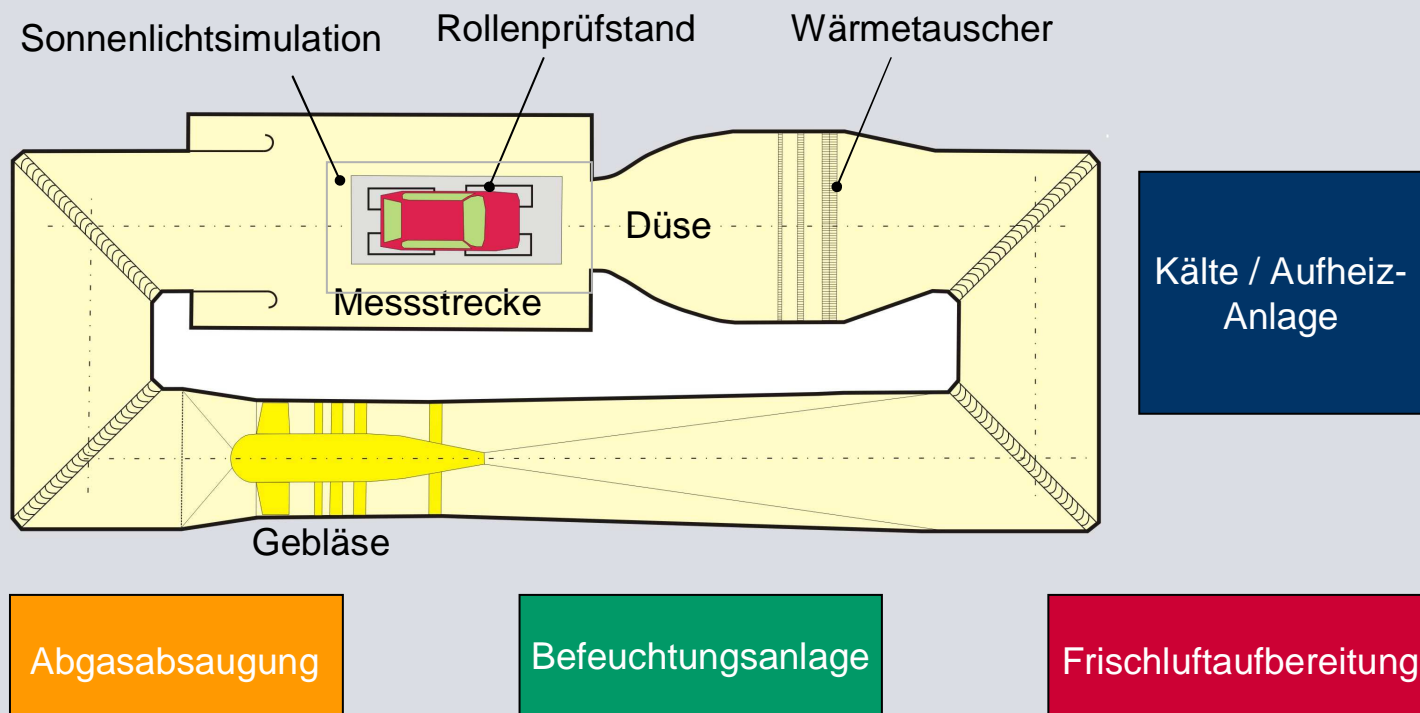 Sonnenlichtsimulation
Rollenprüfstand
Wärmetauscher
Düse
Messstrecke
Kälte / Aufheiz-
Anlage
Gebläse
Abgasabsaugung
Befeuchtungsanlage
Frischluftaufbereitung